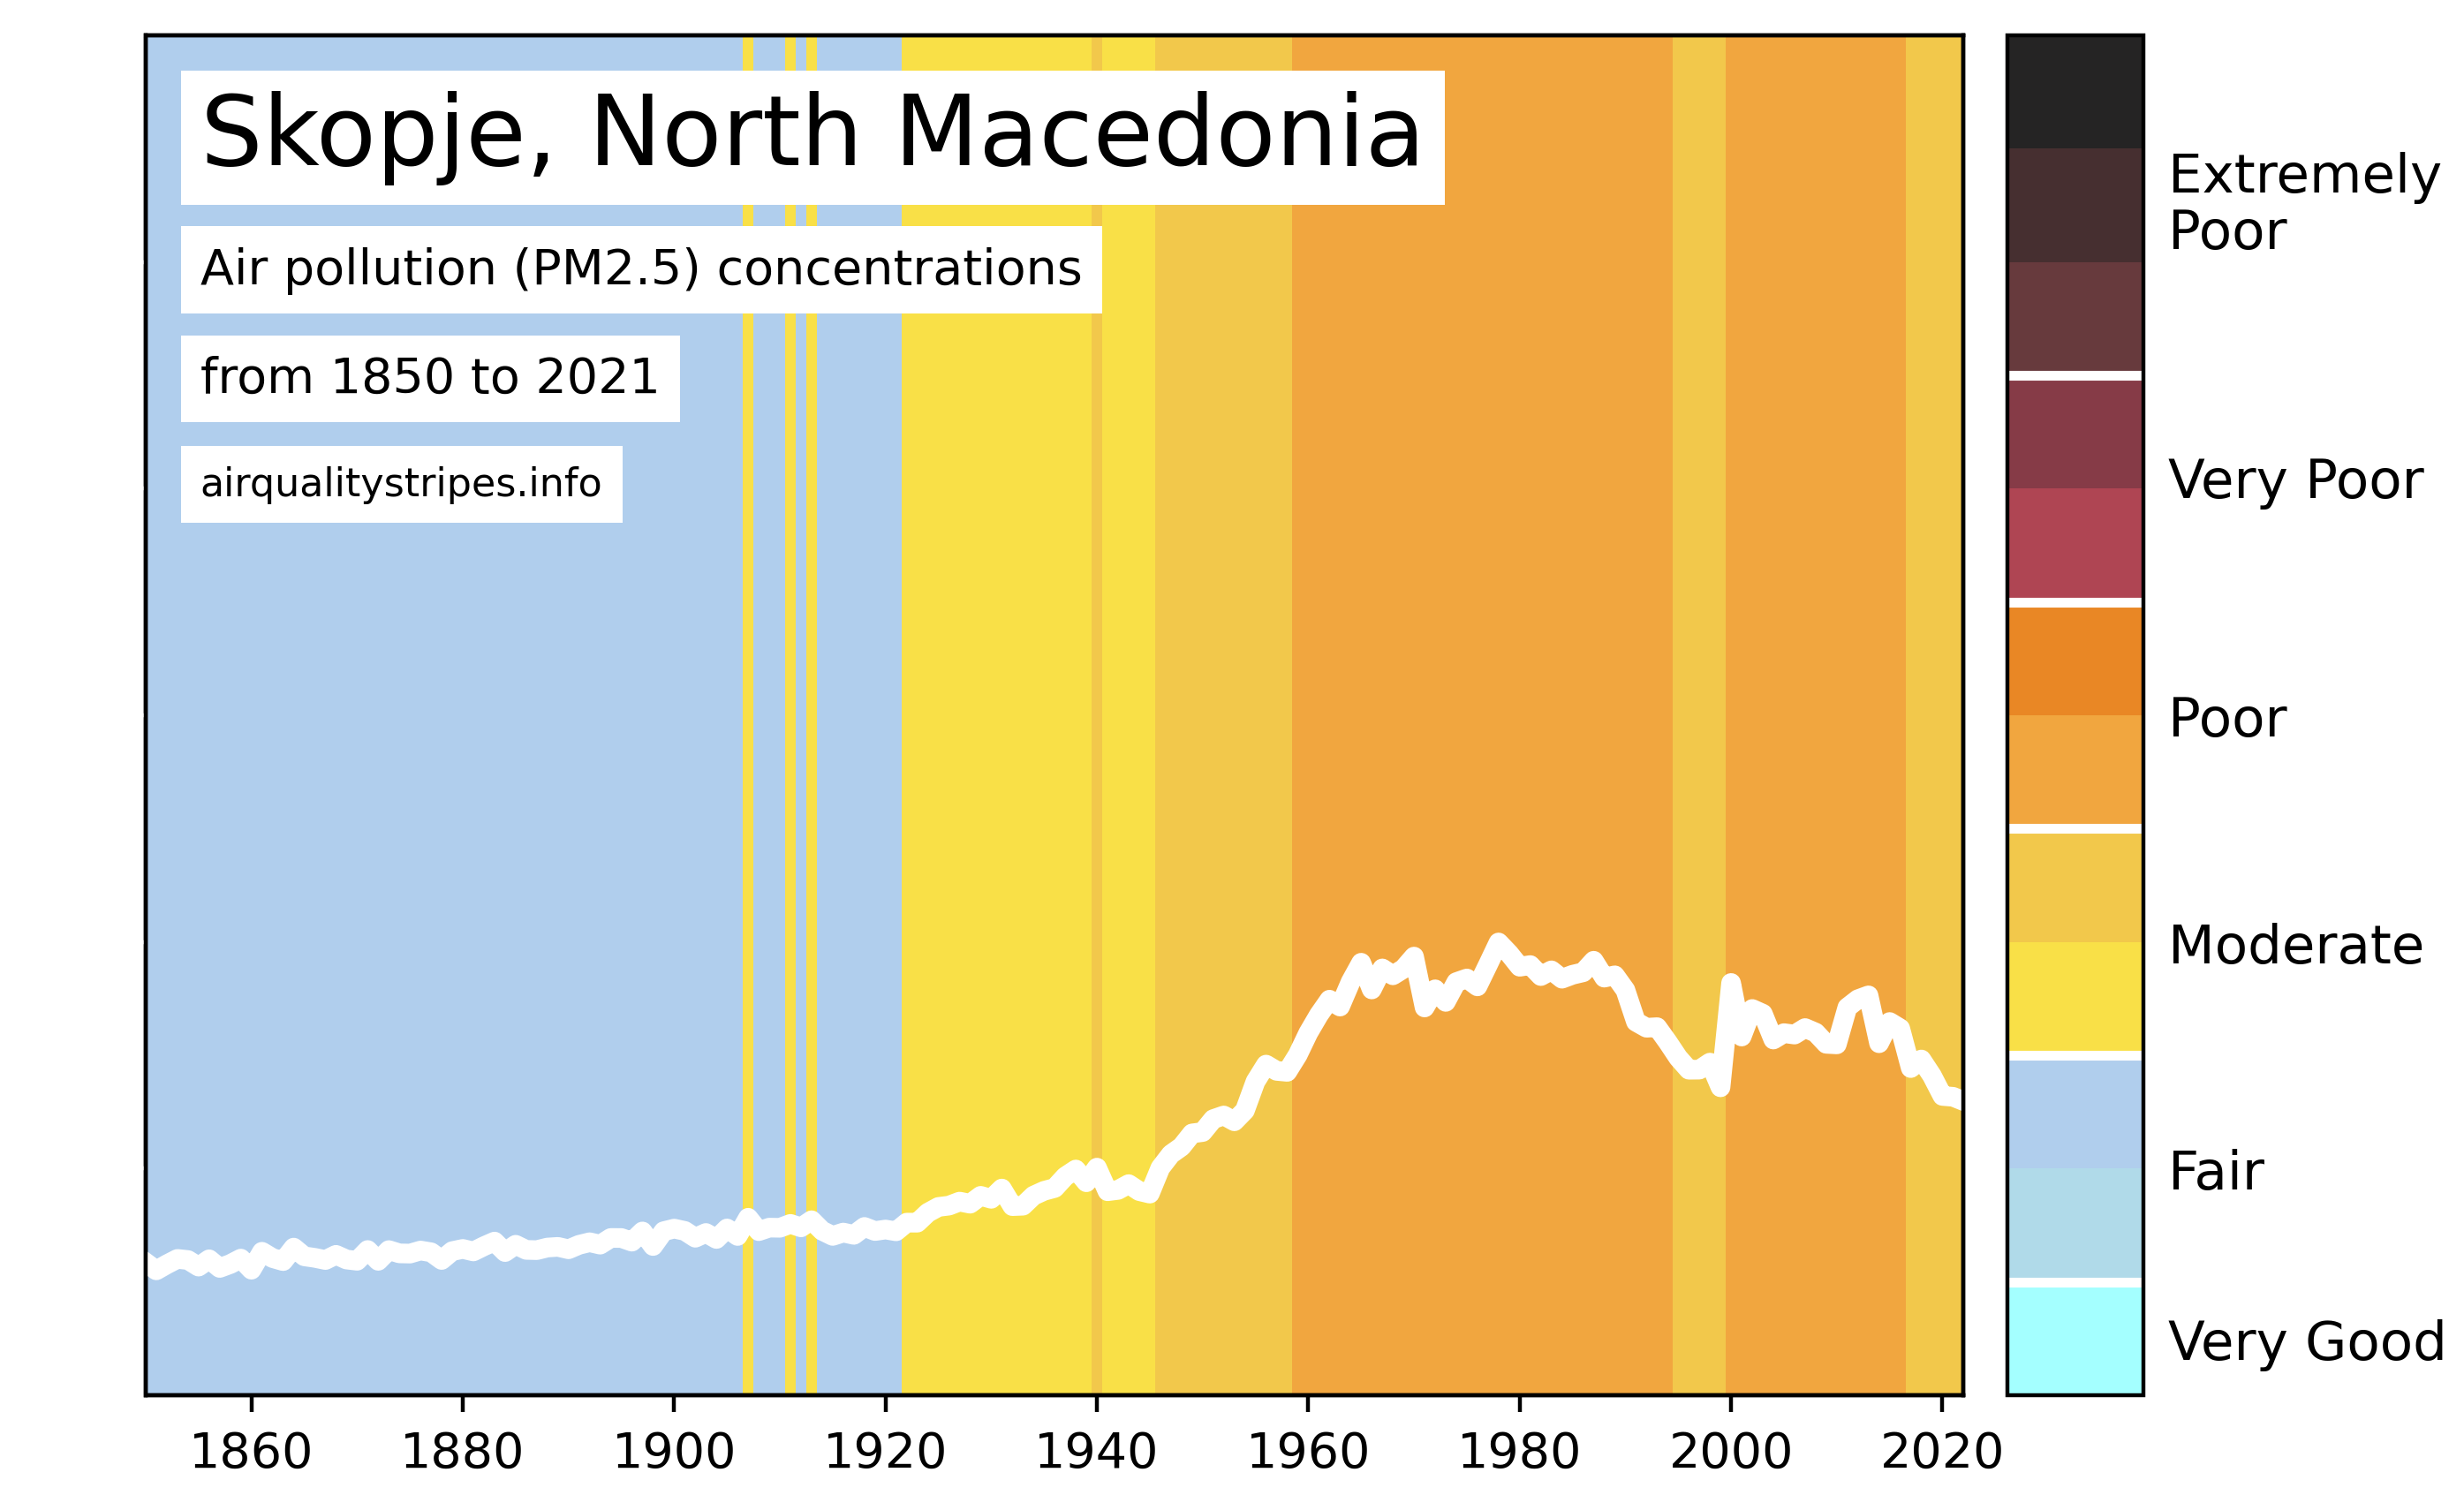 Skopje, North Macedonia
Air pollution (PM2.5) concentrations
from 1850 to 2021
airqualitystripes.info
Extremely
Poor
Very Poor
Poor
Moderate
Fair
Very Good
1860 1880 1900 1920 1940 1960 1980 2000 2020